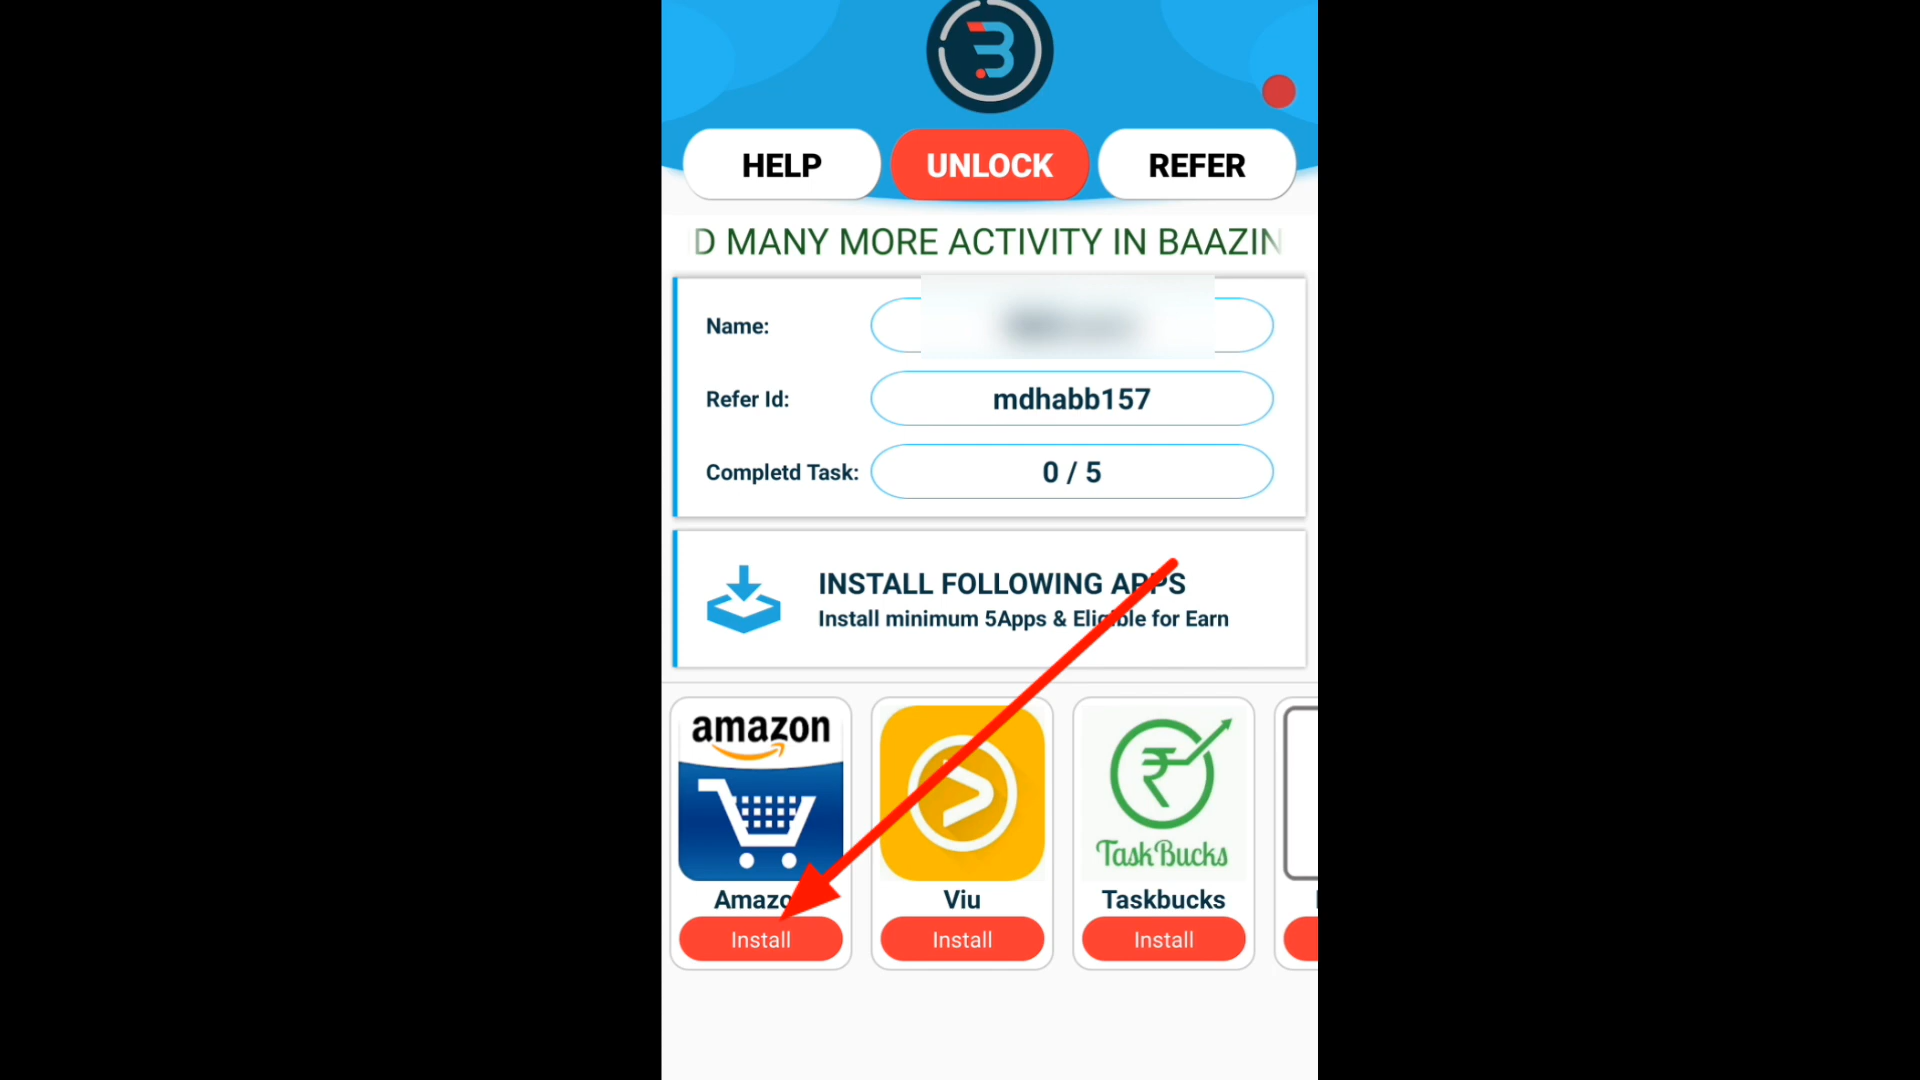 HELP
UNLOCK
REFER
D MANY MORE ACTIVITY IN BAAZIN
Name:
Refer Id:
mdhabb157
Completd Task:
0 / 5
INSTALL FOLLOWING APPS
Install minimum 5Apps & Eligible for Earn
amazon
TaskBucks
Amazon
Viu
Taskbucks
Install
Install
Install